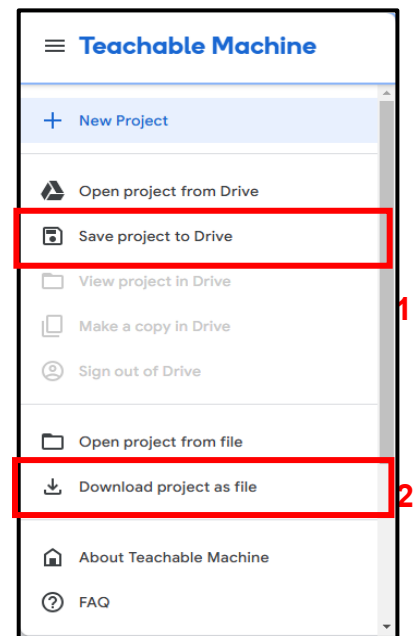 Teachable Machine
New Project
Open project from Drive
Save project to Drive
View project in Drive
1
Make a copy in Drive
Sign out of Drive
Open project from file
Download project as file
2
About Teachable Machine
FAQ